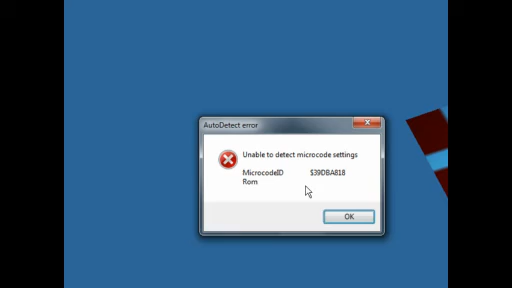 AutoDetect error
Unable to detect microcode settings
MicrocodeID $39DBA818
Rom
OK